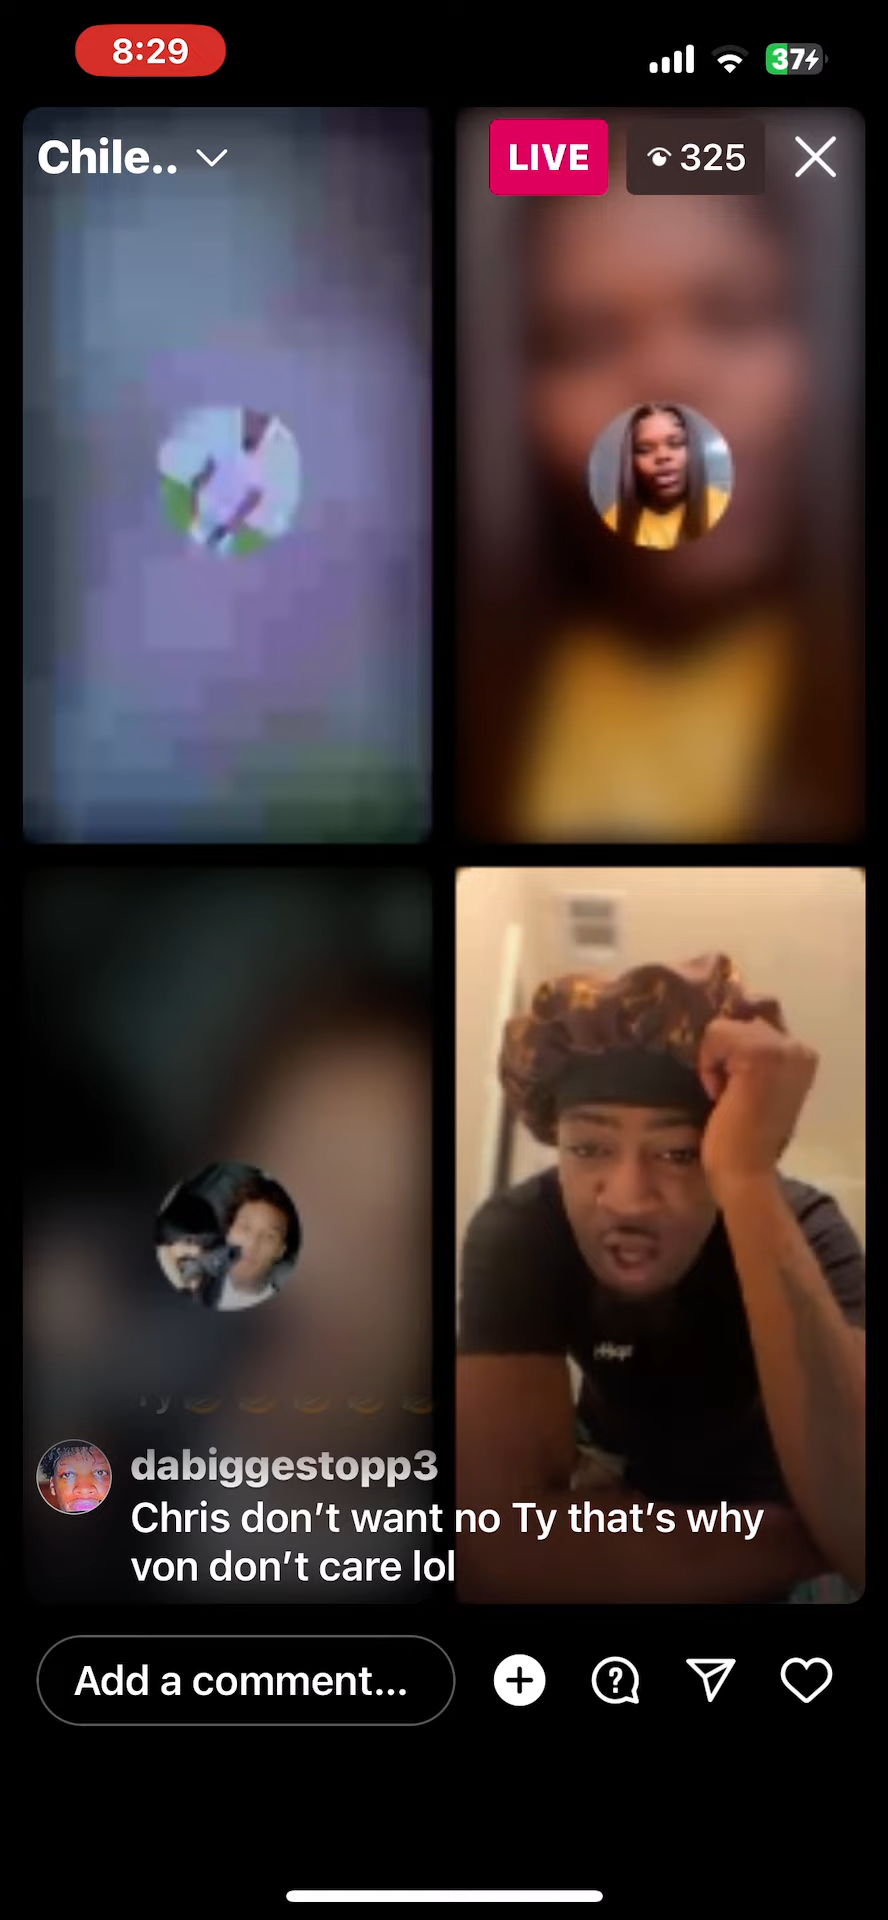 8:29
37
Chile..
LIVE
325
dabiggestopp3
Chris don’t want no Ty that’s why
von don’t care lol
Add a comment...